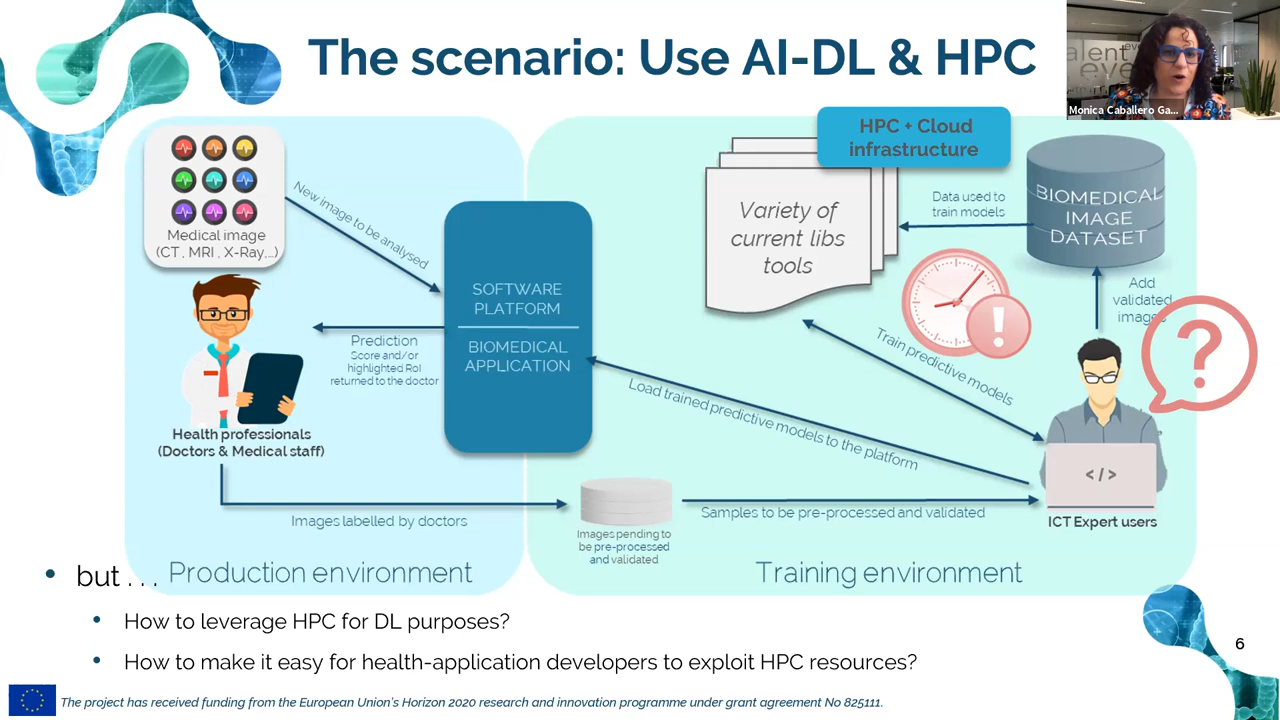 The scenario: Use AI-DL & HPC
Monica Caballero Ga...
HPC + Cloud
infrastructure
Medical image
(CT , MRI , X-Ray,...)
New image to be analysed
Variety of
current libs
tools
Data used to
train models
BIOMEDICAL
IMAGE
DATASET
SOFTWARE
PLATFORM
BIOMEDICAL
APPLICATION
Prediction
Score and/or
highlighted RoI
returned to the doctor
Add
validated
images
Train predictive models
Load trained predictive models to the platform
Health professionals
(Doctors & Medical staff)
</>
ICT Expert users
Images labelled by doctors
Samples to be pre-processed and validated
Images pending to
be pre-processed
and validated
Production environment
Training environment
• but . . .
• How to leverage HPC for DL purposes?
• How to make it easy for health-application developers to exploit HPC resources?
6
The project has received funding from the European Union's Horizon 2020 research and innovation programme under grant agreement No 825111.